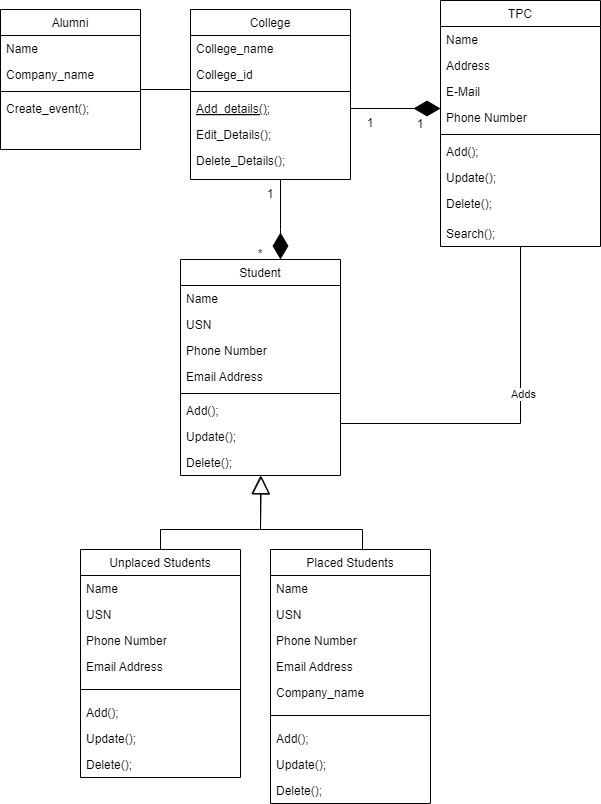 Alumni
Name
Company_name
Create_event();
College
College_name
College_id
Add_details();
Edit_Details();
Delete_Details();
TPC
Name
Address
E-Mail
Phone Number
Add();
Update();
Delete();
Search();
1
1
1
*
Student
Name
USN
Phone Number
Email Address
Add();
Update();
Delete();
Adds
Unplaced Students
Name
USN
Phone Number
Email Address
Add();
Update();
Delete();
Placed Students
Name
USN
Phone Number
Email Address
Company_name
Add();
Update();
Delete();